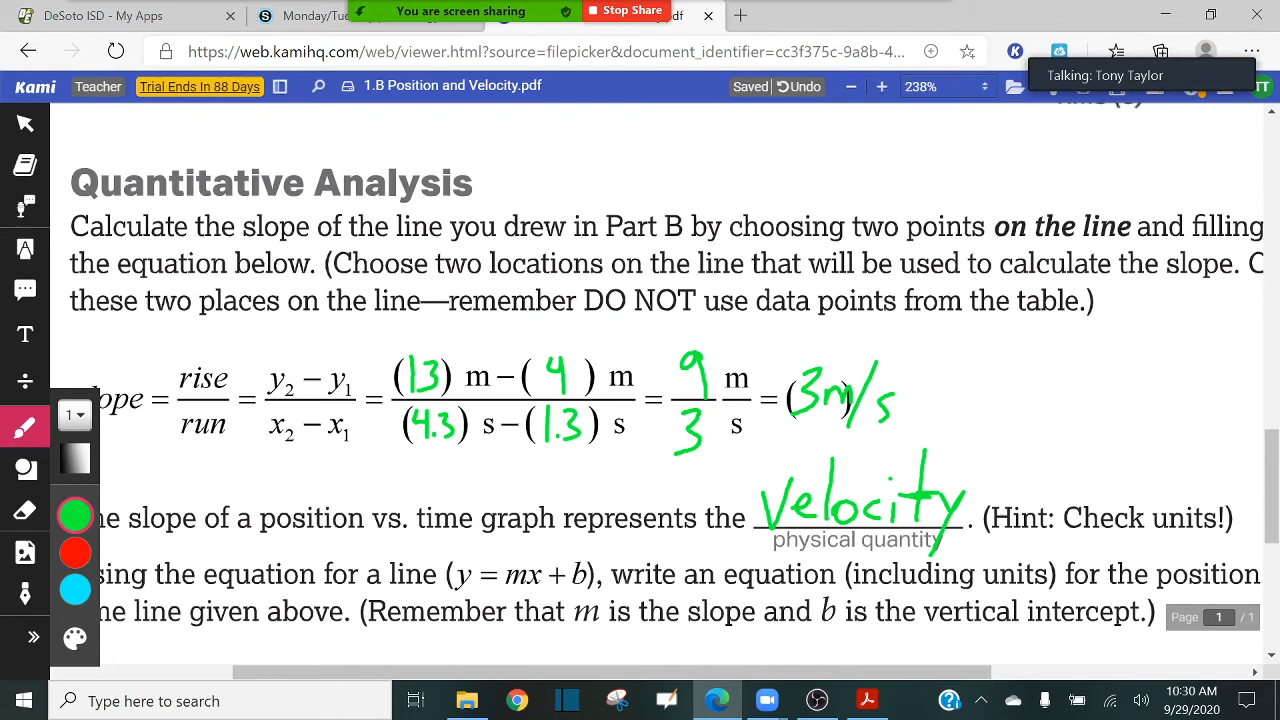 DeSoto ISD - My Appl
Monday/Tuesday
You are screen sharing
Stop Share
pdf
https://web.kamihq.com/web/viewer.html?source=filepicker&document_identifier=cc3f375c-9a8b-4...
Talking: Tony Taylor
Kami
Teacher
Trial Ends In 88 Days
1.B Position and Velocity.pdf
Saved
Undo
238%
TT
Quantitative Analysis
Calculate the slope of the line you drew in Part B by choosing two points on the line and filling
the equation below. (Choose two locations on the line that will be used to calculate the slope. C
these two places on the line—remember DO NOT use data points from the table.)
lope = rise/run = (y₂ − y₁)/(x₂ − x₁) = ((13) m − (4) m)/((4.3) s − (1.3) s) = 9/3 m/s = (3m/s)
he slope of a position vs. time graph represents the velocity. (Hint: Check units!)
physical quantity
sing the equation for a line (y = mx + b), write an equation (including units) for the position
he line given above. (Remember that m is the slope and b is the vertical intercept.)
1
Page 1 / 1
Type here to search
10:30 AM
9/29/2020